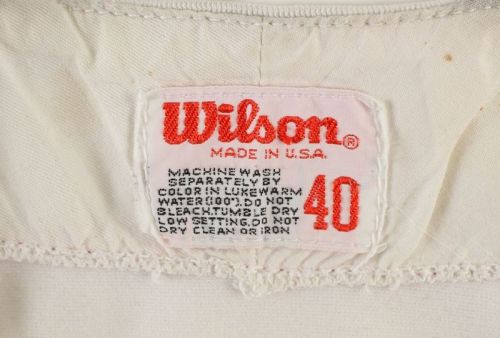 Wilson®
MADE IN U.S.A.
MACHINE WASH
SEPARATELY BY
COLOR IN LUKEWARM
WATER(100°). DO NOT
BLEACH. TUMBLE DRY
LOW SETTING. DO NOT
DRY CLEAN OR IRON
40